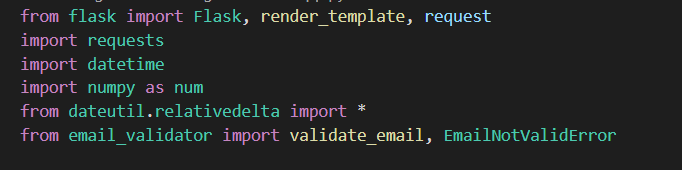 from flask import Flask, render_template, request
import requests
import datetime
import numpy as num
from dateutil.relativedelta import *
from email_validator import validate_email, EmailNotValidError